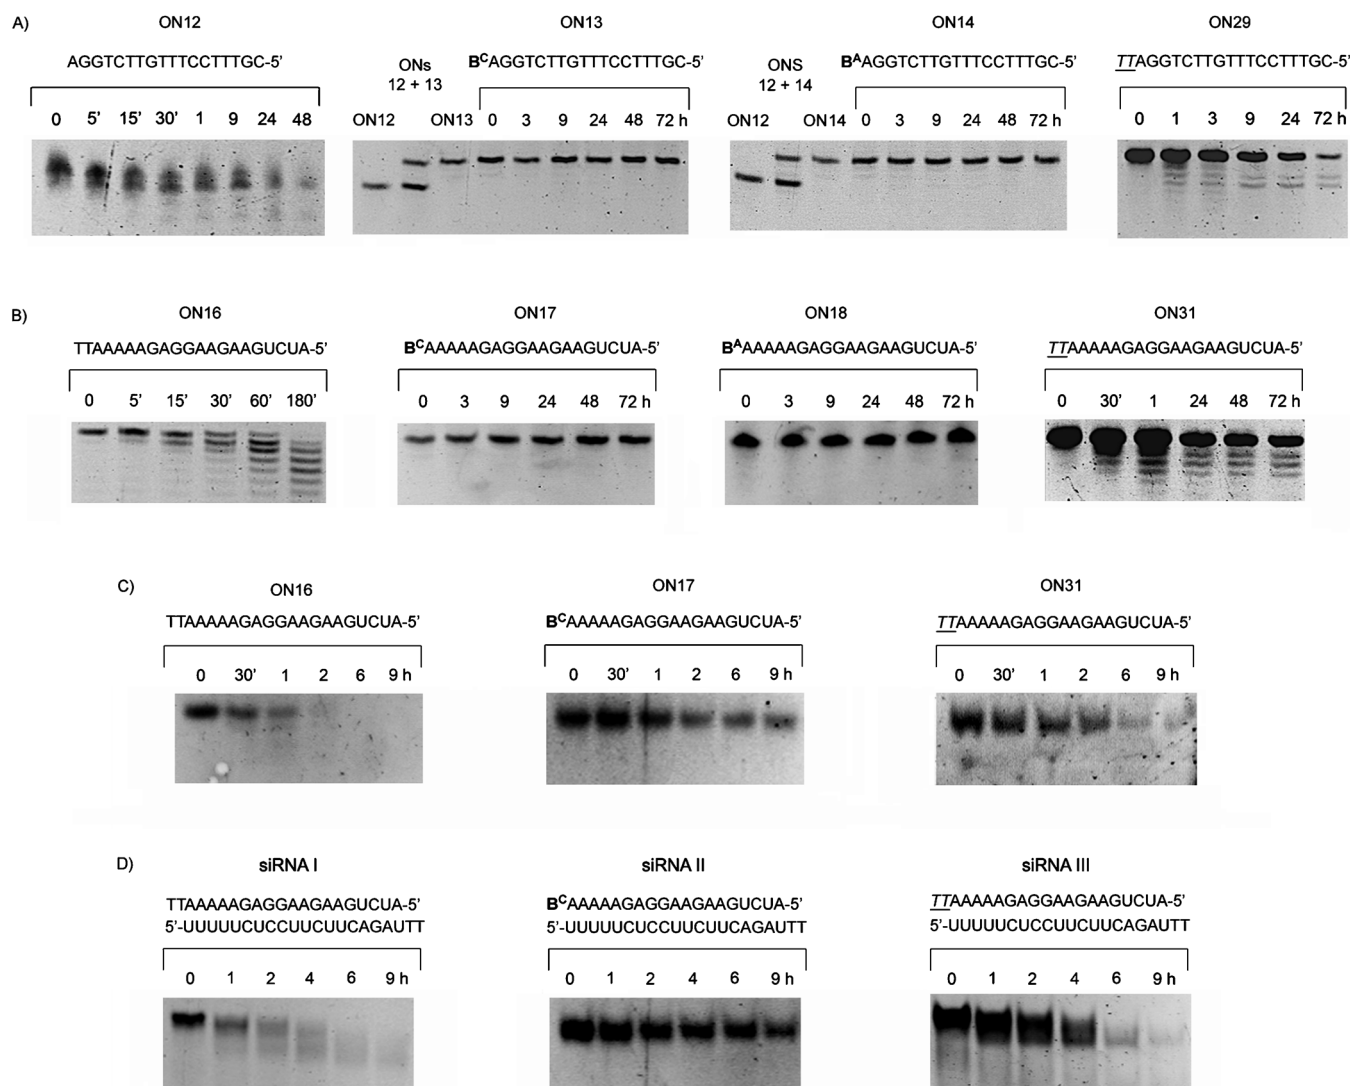 A)
ON12
AGGTCTTGTTTCCTTTGC-5’
0 5’ 15’ 30’ 1 9 24 48
ONs
12 + 13
ON12 ON13
ON13
BCAGGTCTTGTTTCCTTTGC-5’
0 3 9 24 48 72 h
ONS
12 + 14
ON12 ON14
ON14
BAAGGTCTTGTTTCCTTTGC-5’
0 3 9 24 48 72 h
ON29
TTAGGTCTTGTTTCCTTTGC-5’
0 1 3 9 24 72 h
B)
ON16
TTAAAAAGAGGAAGAAGUCUA-5’
0 5’ 15’ 30’ 60’ 180’
ON17
BCAAAAAGAGGAAGAAGUCUA-5’
0 3 9 24 48 72 h
ON18
BAAAAAAGAGGAAGAAGUCUA-5’
0 3 9 24 48 72 h
ON31
TTAAAAAGAGGAAGAAGUCUA-5’
0 30’ 1 24 48 72 h
C)
ON16
TTAAAAAGAGGAAGAAGUCUA-5’
0 30’ 1 2 6 9 h
ON17
BCAAAAAGAGGAAGAAGUCUA-5’
0 30’ 1 2 6 9 h
ON31
TTAAAAAGAGGAAGAAGUCUA-5’
0 30’ 1 2 6 9 h
D)
siRNA I
TTAAAAAGAGGAAGAAGUCUA-5’
5’-UUUUUCUCCUUCUUCAGAUTT
0 1 2 4 6 9 h
siRNA II
BCAAAAAGAGGAAGAAGUCUA-5’
5’-UUUUUCUCCUUCUUCAGAUTT
0 1 2 4 6 9 h
siRNA III
TTAAAAAGAGGAAGAAGUCUA-5’
5’-UUUUUCUCCUUCUUCAGAUTT
0 1 2 4 6 9 h